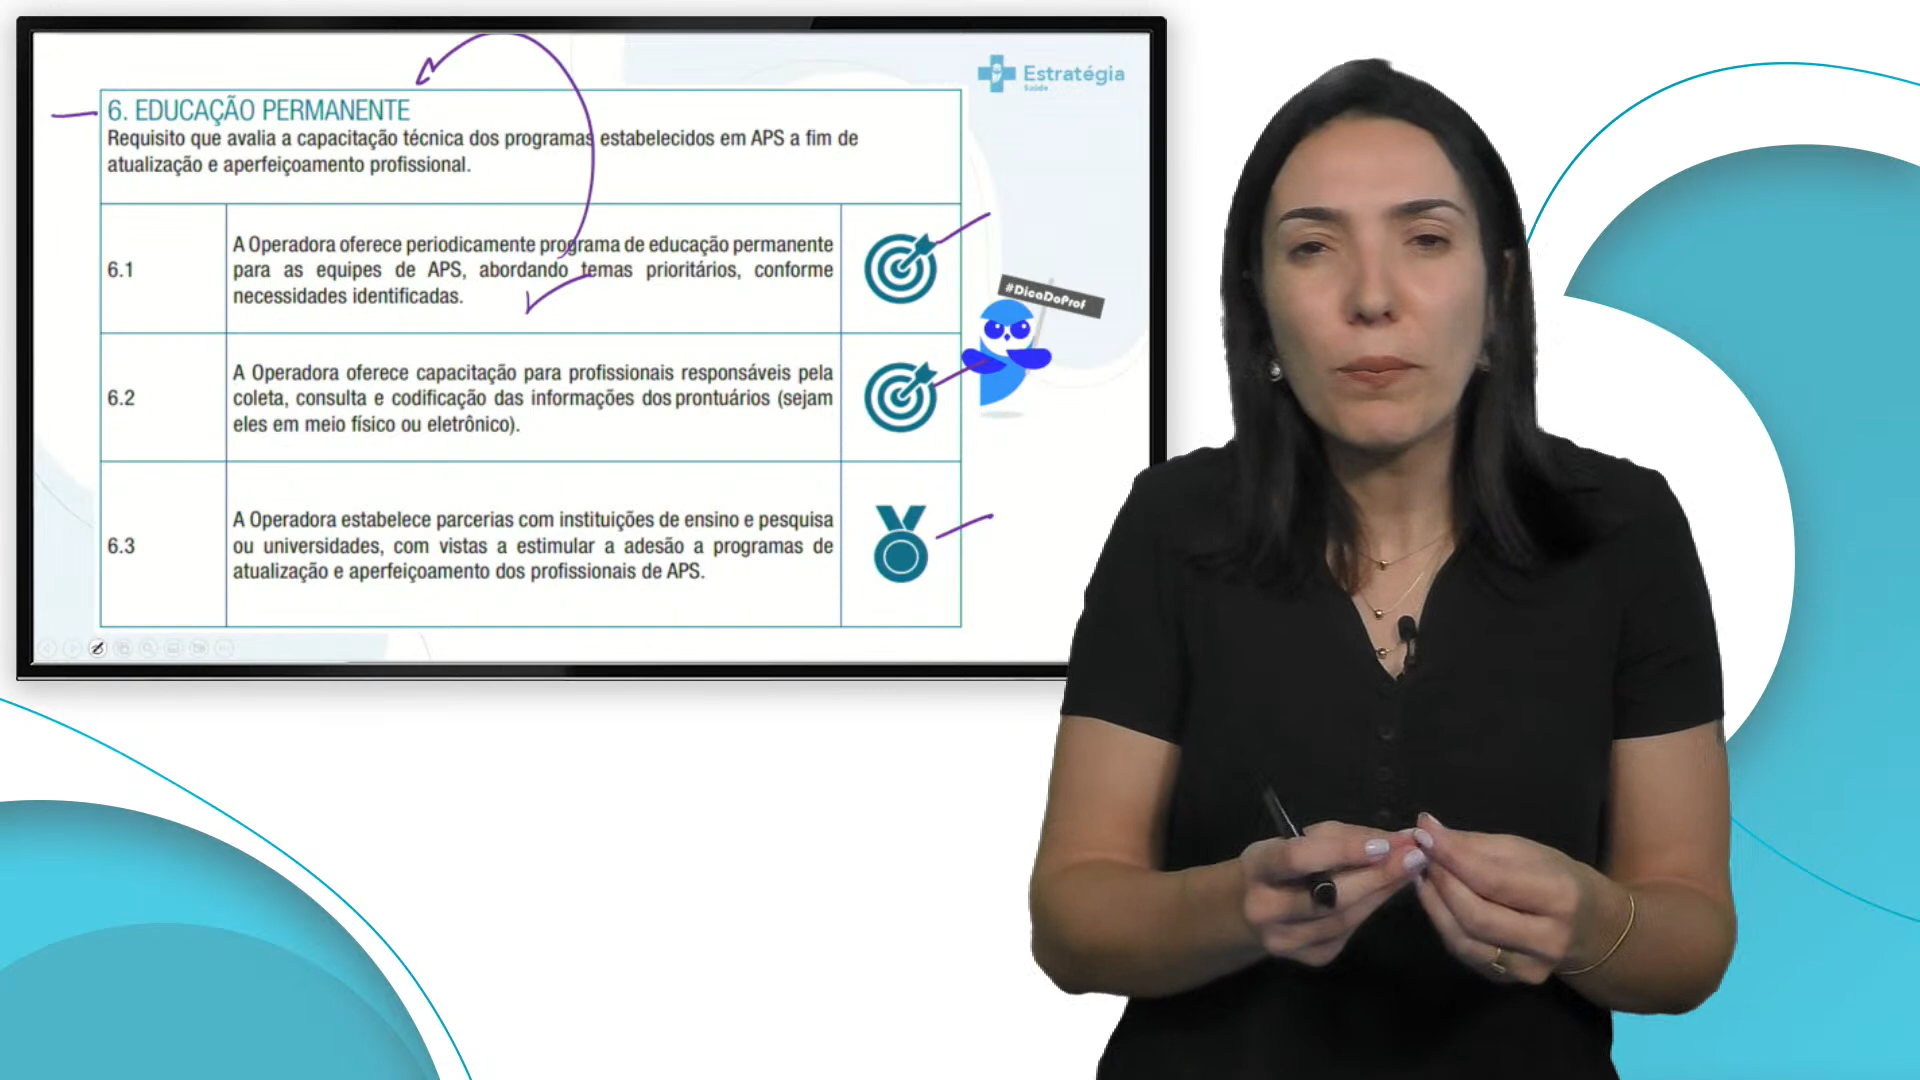 Estratégia
Saúde
6. EDUCAÇÃO PERMANENTE
Requisito que avalia a capacitação técnica dos programas estabelecidos em APS a fim de
atualização e aperfeiçoamento profissional.
6.1
A Operadora oferece periodicamente programa de educação permanente
para as equipes de APS, abordando temas prioritários, conforme
necessidades identificadas.
#DicaDoProf
6.2
A Operadora oferece capacitação para profissionais responsáveis pela
coleta, consulta e codificação das informações dos prontuários (sejam
eles em meio físico ou eletrônico).
6.3
A Operadora estabelece parcerias com instituições de ensino e pesquisa
ou universidades, com vistas a estimular a adesão a programas de
atualização e aperfeiçoamento dos profissionais de APS.